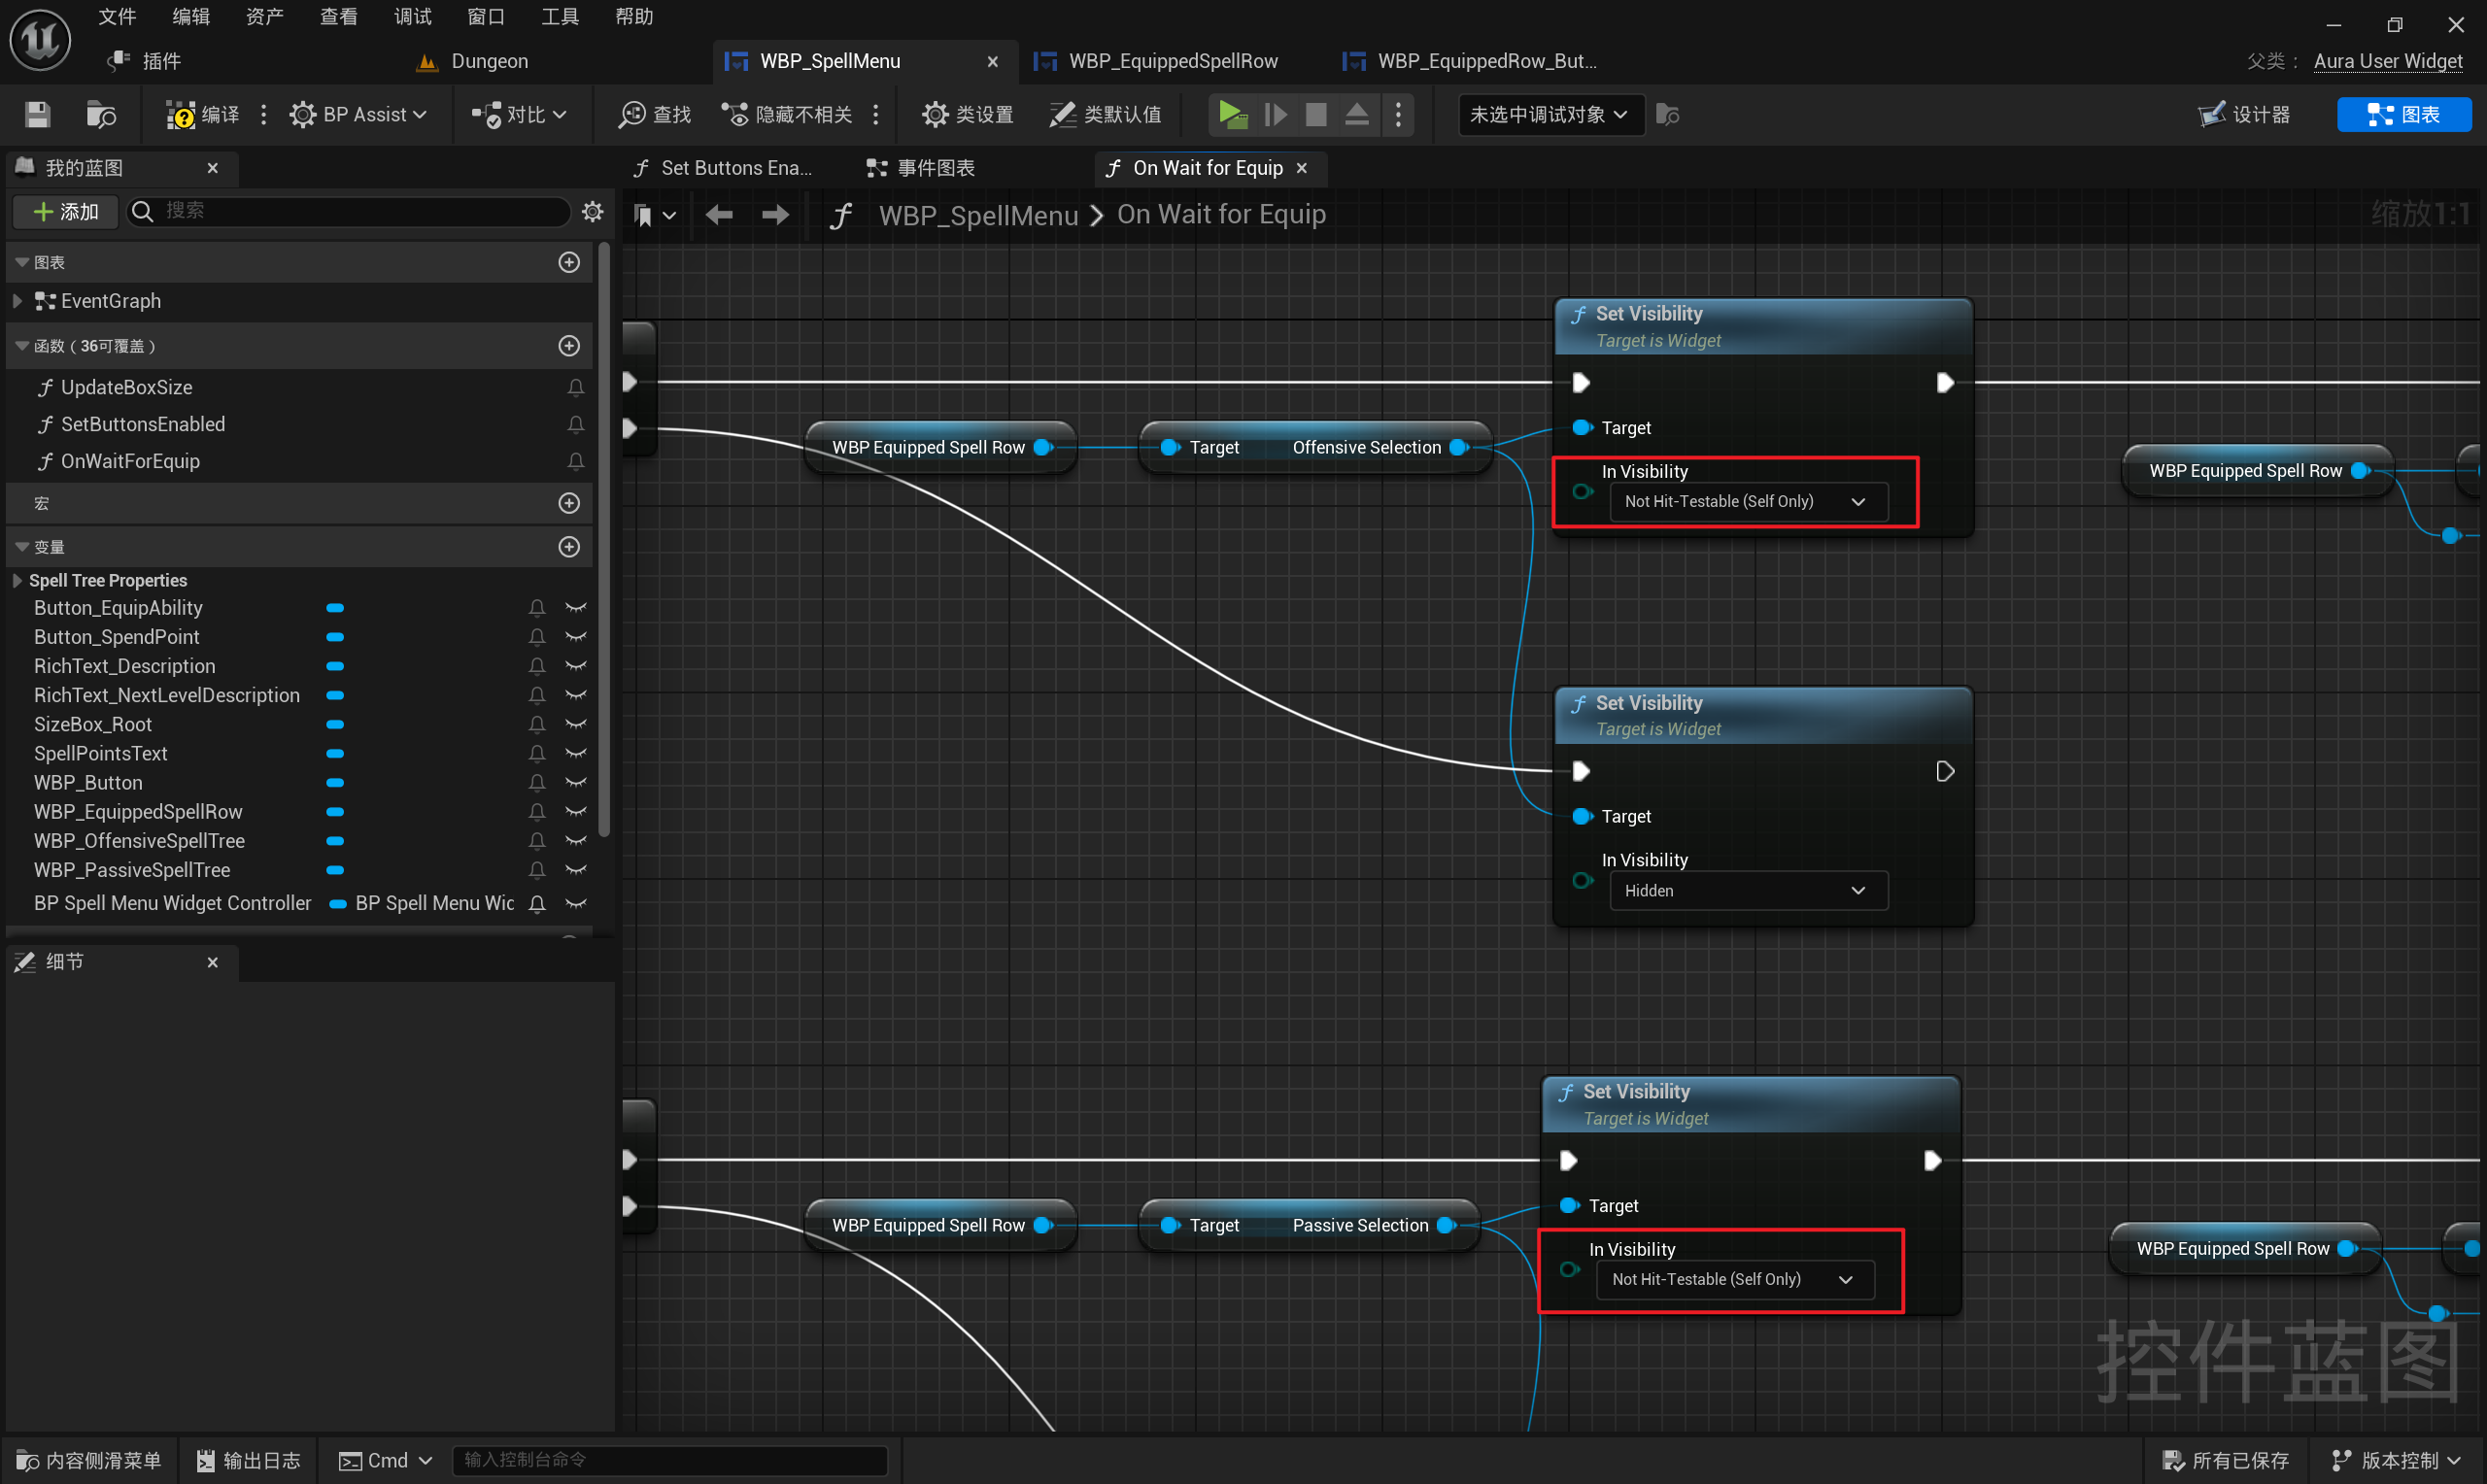 文件 编辑 资产 查看 调试 窗口 工具 帮助
插件 Dungeon WBP_SpellMenu WBP_EquippedSpellRow WBP_EquippedRow_But... 父类： Aura User Widget
编译 BP Assist 对比 查找 隐藏不相关 类设置 类默认值 未选中调试对象 设计器 图表
我的蓝图
Set Buttons Ena... 事件图表 On Wait for Equip
添加 搜索
WBP_SpellMenu > On Wait for Equip 缩放1:1
图表
EventGraph
函数（36可覆盖）
UpdateBoxSize
SetButtonsEnabled
OnWaitForEquip
宏
变量
Spell Tree Properties
Button_EquipAbility
Button_SpendPoint
RichText_Description
RichText_NextLevelDescription
SizeBox_Root
SpellPointsText
WBP_Button
WBP_EquippedSpellRow
WBP_OffensiveSpellTree
WBP_PassiveSpellTree
BP Spell Menu Widget Controller BP Spell Menu Wic
细节
Set Visibility
Target is Widget
Target
WBP Equipped Spell Row Target Offensive Selection
In Visibility
Not Hit-Testable (Self Only)
WBP Equipped Spell Row
Set Visibility
Target is Widget
Target
In Visibility
Hidden
Set Visibility
Target is Widget
Target
WBP Equipped Spell Row Target Passive Selection
In Visibility
Not Hit-Testable (Self Only)
WBP Equipped Spell Row
控件蓝图
内容侧滑菜单 输出日志 Cmd 输入控制台命令 所有已保存 版本控制